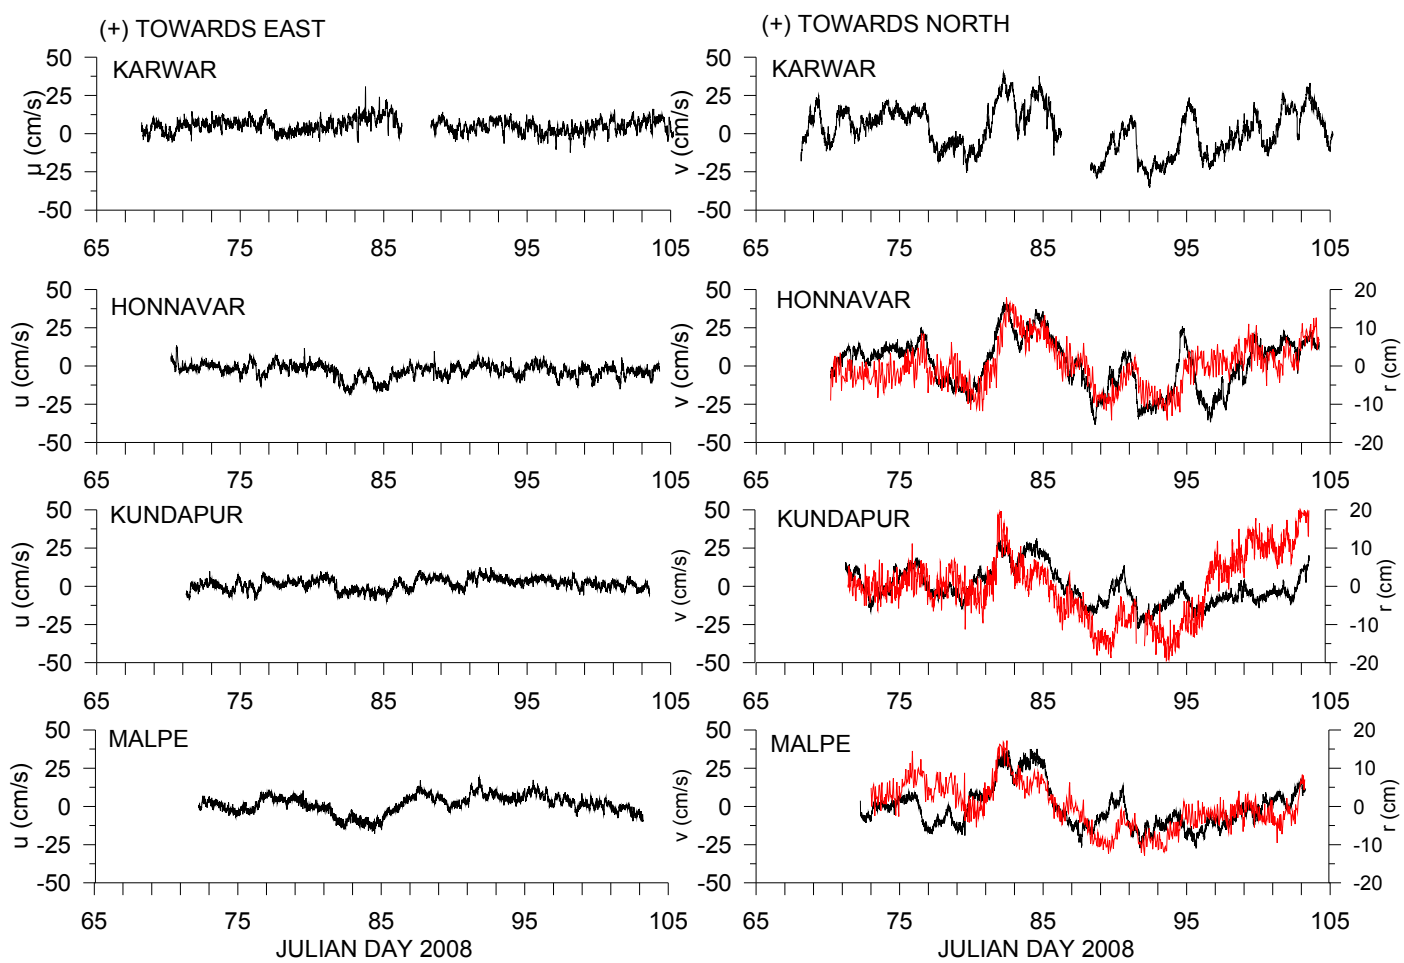 (+) TOWARDS EAST
(+) TOWARDS NORTH
KARWAR
50
25
0
-25
-50
µ (cm/s)
65 75 85 95 105
KARWAR
50
25
0
-25
-50
v (cm/s)
65 75 85 95 105
HONNAVAR
50
25
0
-25
-50
u (cm/s)
65 75 85 95 105
HONNAVAR
50
25
0
-25
-50
v (cm/s)
20
10
0
-10
-20
r (cm)
65 75 85 95 105
KUNDAPUR
50
25
0
-25
-50
u (cm/s)
65 75 85 95 105
KUNDAPUR
50
25
0
-25
-50
v (cm/s)
20
10
0
-10
-20
r (cm)
65 75 85 95 105
MALPE
50
25
0
-25
-50
u (cm/s)
65 75 85 95 105
JULIAN DAY 2008
MALPE
50
25
0
-25
-50
v (cm/s)
20
10
0
-10
-20
r (cm)
65 75 85 95 105
JULIAN DAY 2008